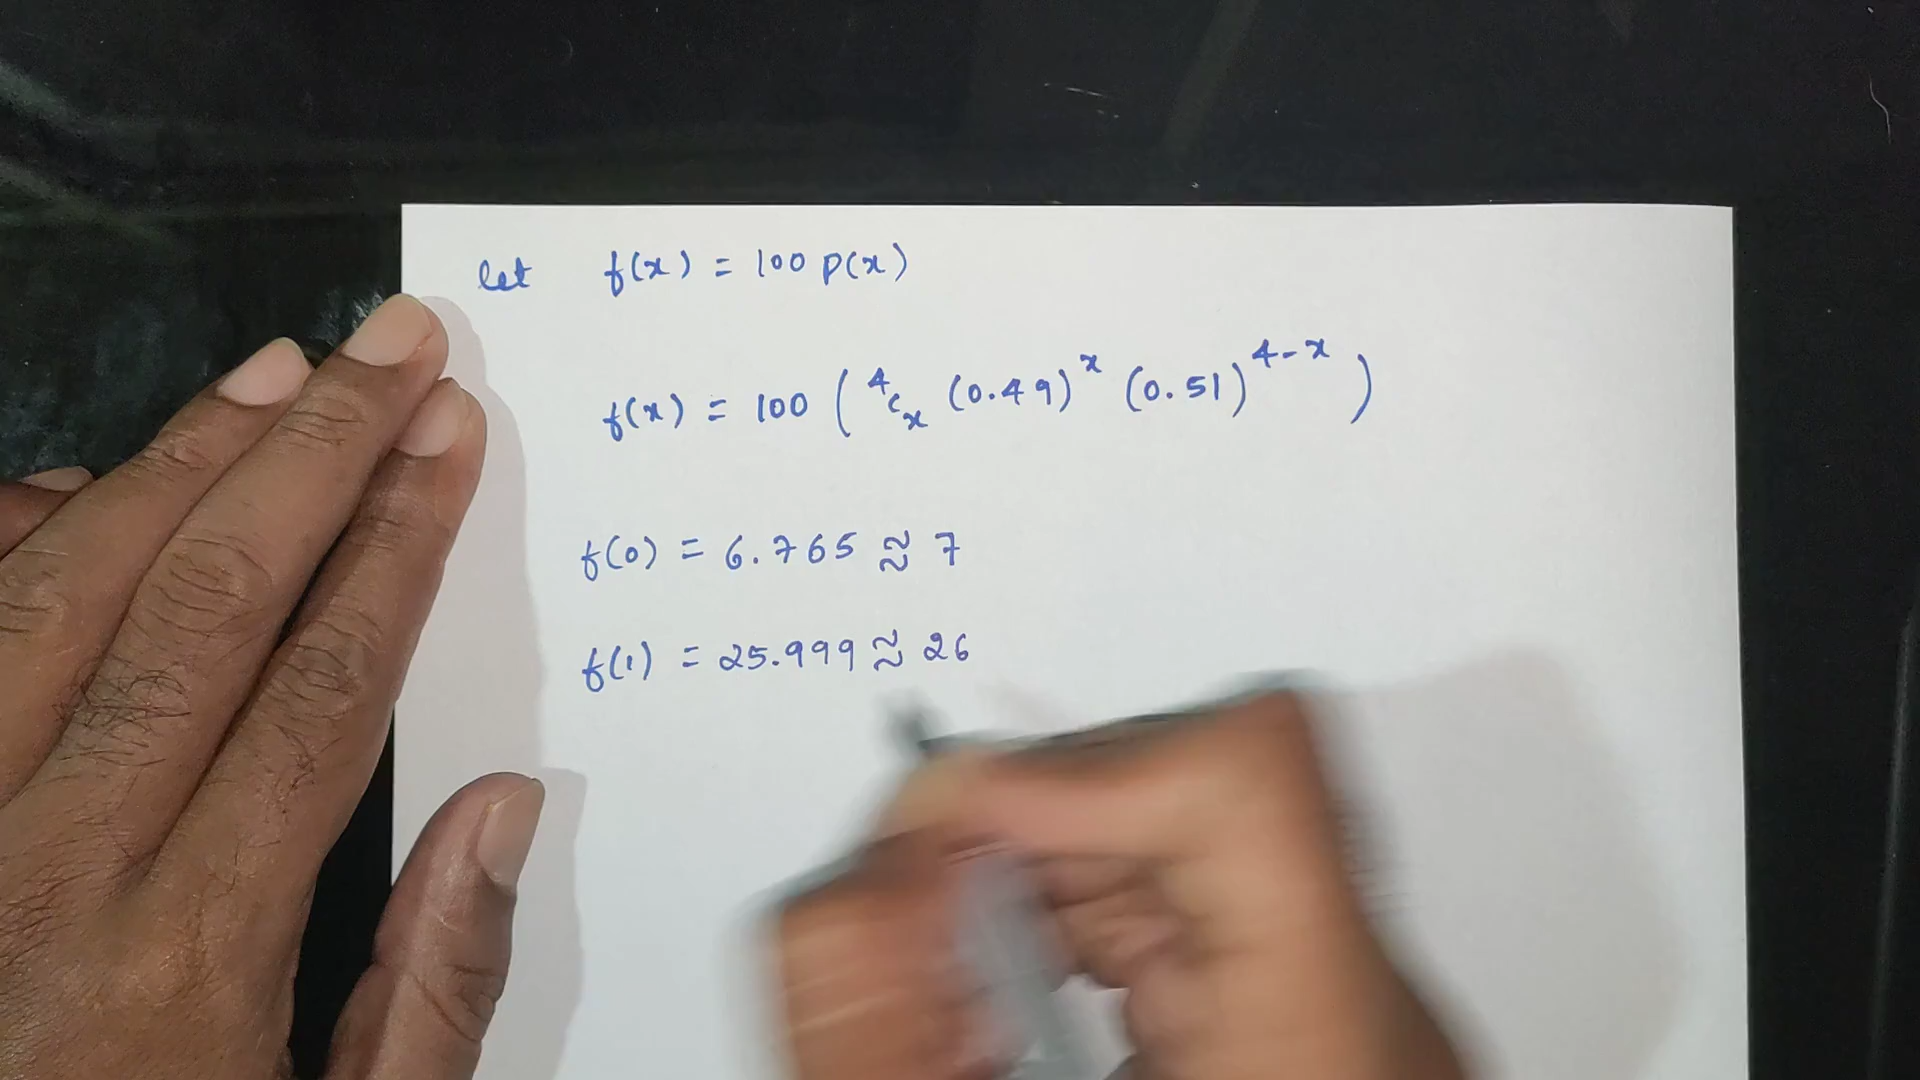 let f(x) = 100 P(x)
f(x) = 100 ( ⁴Cₓ (0.49)ˣ (0.51)⁴⁻ˣ )
f(0) = 6.765 ≈ 7
f(1) = 25.999 ≈ 26